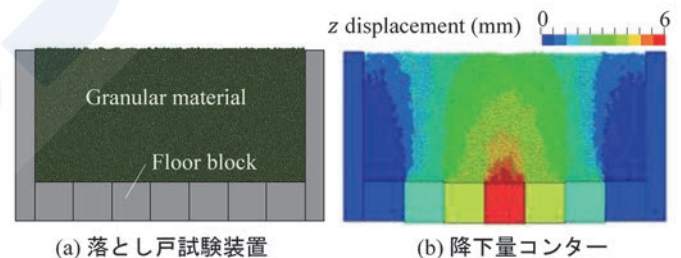 z displacement (mm) 0 6
Granular material
Floor block
(a) 落とし戸試験装置
(b) 降下量コンター